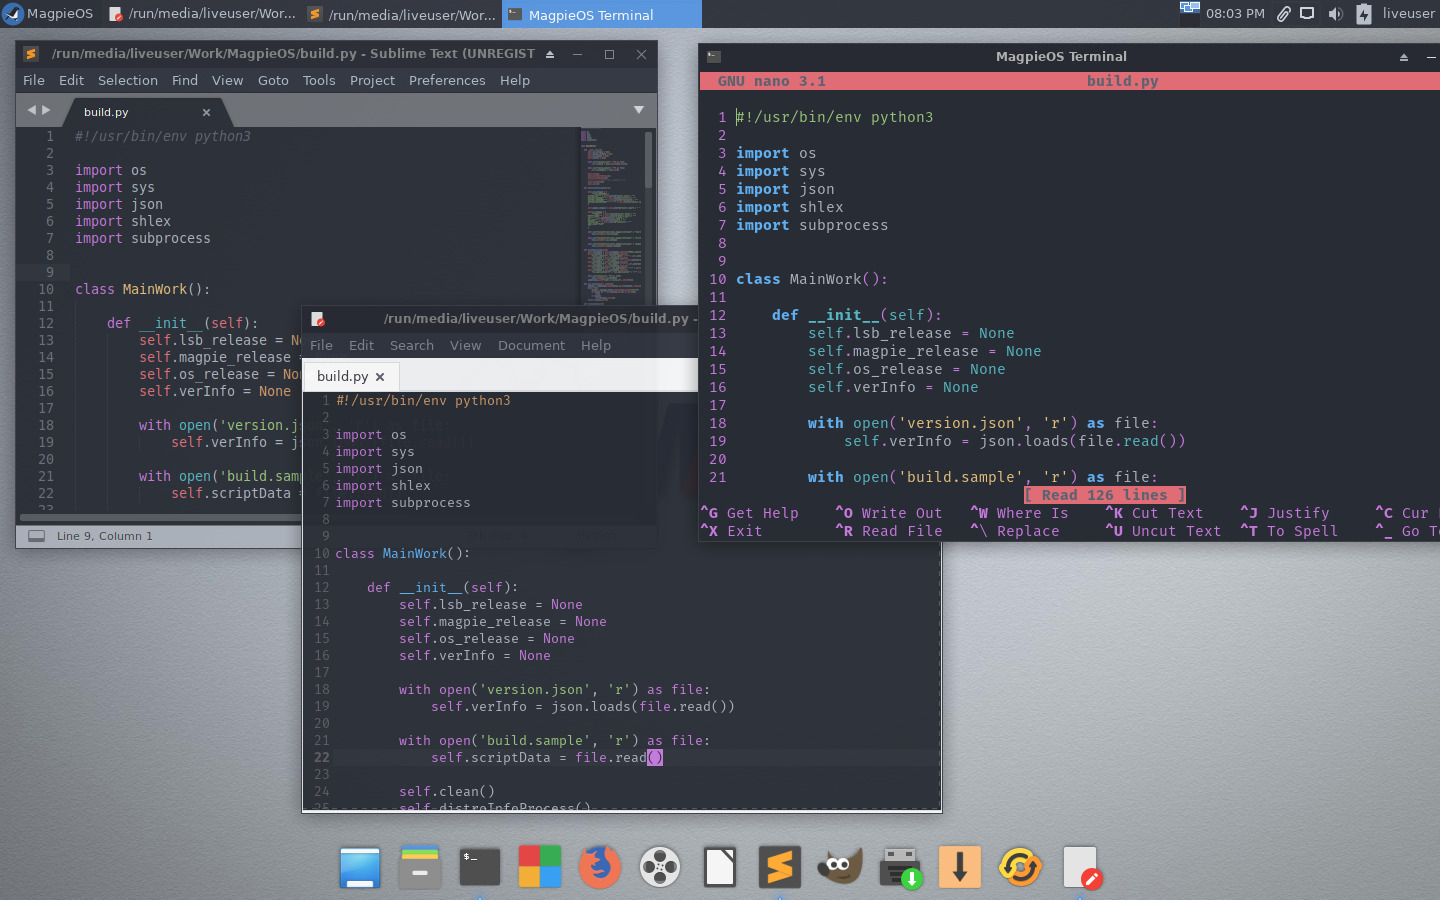 MagpieOS
/run/media/liveuser/Wor...
/run/media/liveuser/Wor...
MagpieOS Terminal
08:03 PM
liveuser
/run/media/liveuser/Work/MagpieOS/build.py - Sublime Text (UNREGIST
File Edit Selection Find View Goto Tools Project Preferences Help
build.py
1 #!/usr/bin/env python3
2
3 import os
4 import sys
5 import json
6 import shlex
7 import subprocess
8
9
10 class MainWork():
11
12 def __init__(self):
13 self.lsb_release = No
14 self.magpie_release =
15 self.os_release = Non
16 self.verInfo = None
17
18 with open('version.js
19 self.verInfo = js
20
21 with open('build.samp
22 self.scriptData =
23
Line 9, Column 1
/run/media/liveuser/Work/MagpieOS/build.py -
File Edit Search View Document Help
build.py
1 #!/usr/bin/env python3
2
3 import os
4 import sys
5 import json
6 import shlex
7 import subprocess
8
9
10 class MainWork():
11
12 def __init__(self):
13 self.lsb_release = None
14 self.magpie_release = None
15 self.os_release = None
16 self.verInfo = None
17
18 with open('version.json', 'r') as file:
19 self.verInfo = json.loads(file.read())
20
21 with open('build.sample', 'r') as file:
22 self.scriptData = file.read()
23
24 self.clean()
25 self.distroInfoProcess()
MagpieOS Terminal
GNU nano 3.1 build.py
1 #!/usr/bin/env python3
2
3 import os
4 import sys
5 import json
6 import shlex
7 import subprocess
8
9
10 class MainWork():
11
12 def __init__(self):
13 self.lsb_release = None
14 self.magpie_release = None
15 self.os_release = None
16 self.verInfo = None
17
18 with open('version.json', 'r') as file:
19 self.verInfo = json.loads(file.read())
20
21 with open('build.sample', 'r') as file:
[ Read 126 lines ]
^G Get Help ^O Write Out ^W Where Is ^K Cut Text ^J Justify ^C Cur
^X Exit ^R Read File ^\ Replace ^U Uncut Text ^T To Spell ^_ Go T